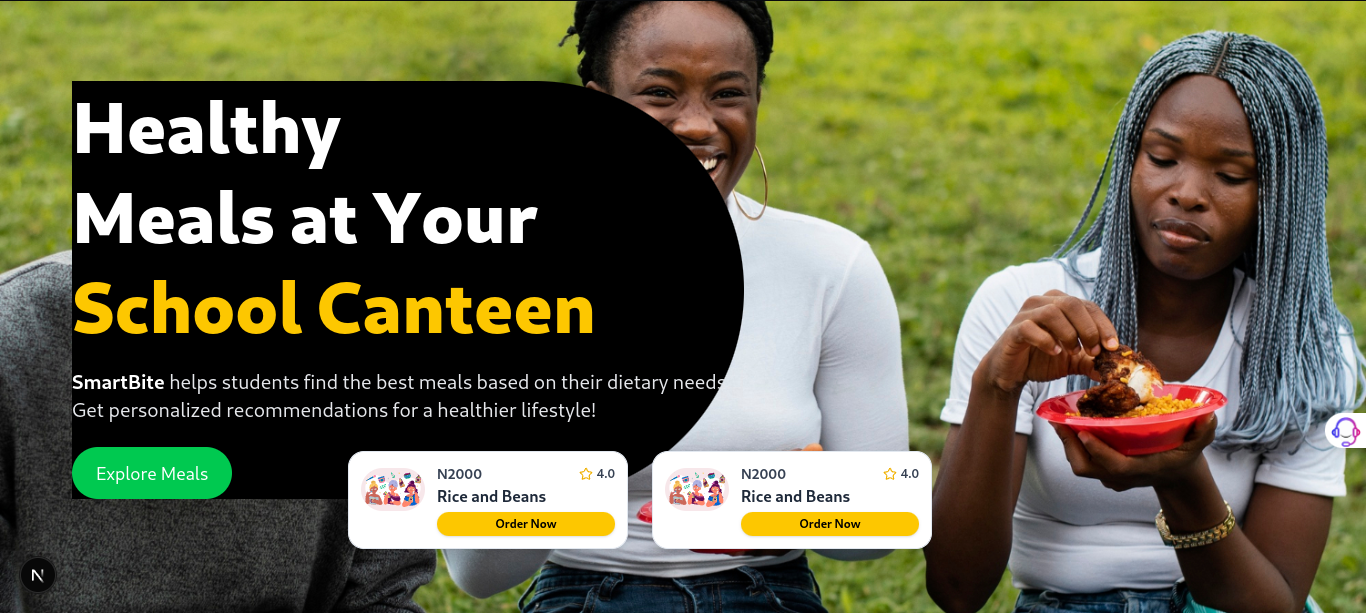 Healthy
Meals at Your
School Canteen
SmartBite helps students find the best meals based on their dietary needs
Get personalized recommendations for a healthier lifestyle!
Explore Meals
N2000
4.0
Rice and Beans
Order Now
N2000
4.0
Rice and Beans
Order Now
N